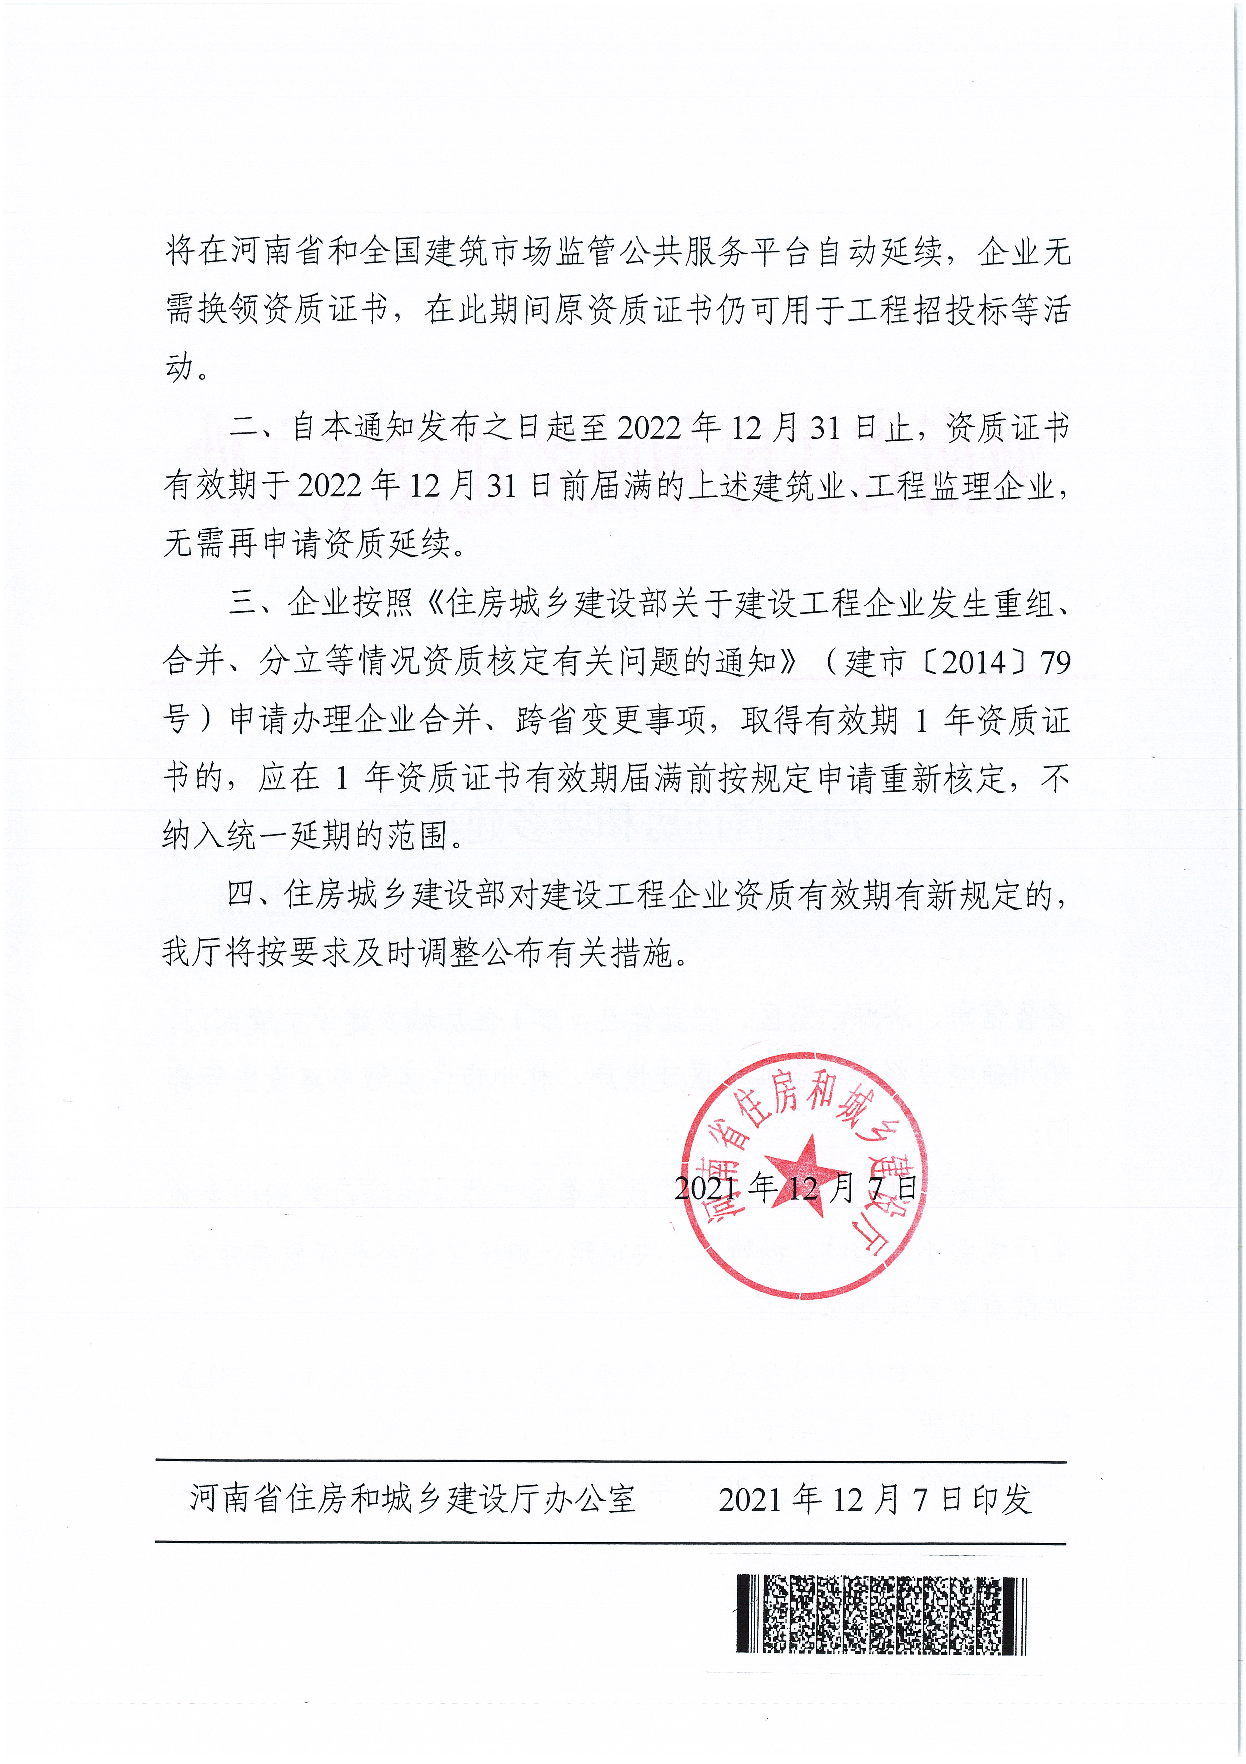 将在河南省和全国建筑市场监管公共服务平台自动延续，企业无
需换领资质证书，在此期间原资质证书仍可用于工程招投标等活
动。
二、自本通知发布之日起至2022年12月31日止，资质证书
有效期于2022年12月31日前届满的上述建筑业、工程监理企业，
无需再申请资质延续。
三、企业按照《住房城乡建设部关于建设工程企业发生重组、
合并、分立等情况资质核定有关问题的通知》（建市〔2014〕79
号）申请办理企业合并、跨省变更事项，取得有效期 1 年资质证
书的，应在 1 年资质证书有效期届满前按规定申请重新核定，不
纳入统一延期的范围。
四、住房城乡建设部对建设工程企业资质有效期有新规定的，
我厅将按要求及时调整公布有关措施。
河南省住房和城乡建设厅
2021年12月7日
河南省住房和城乡建设厅办公室 2021年12月7日印发